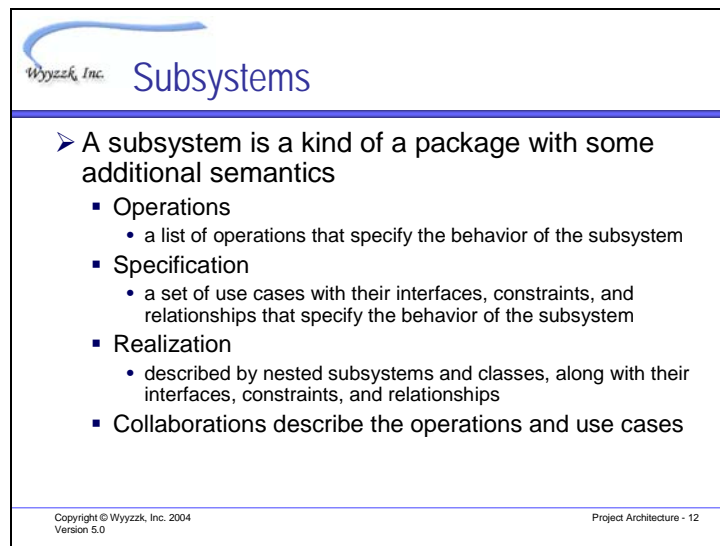 Wyyzzk, Inc.
Subsystems
➢ A subsystem is a kind of a package with some
additional semantics
▪ Operations
• a list of operations that specify the behavior of the subsystem
▪ Specification
• a set of use cases with their interfaces, constraints, and
relationships that specify the behavior of the subsystem
▪ Realization
• described by nested subsystems and classes, along with their
interfaces, constraints, and relationships
▪ Collaborations describe the operations and use cases
Copyright © Wyyzzk, Inc. 2004
Version 5.0
Project Architecture - 12